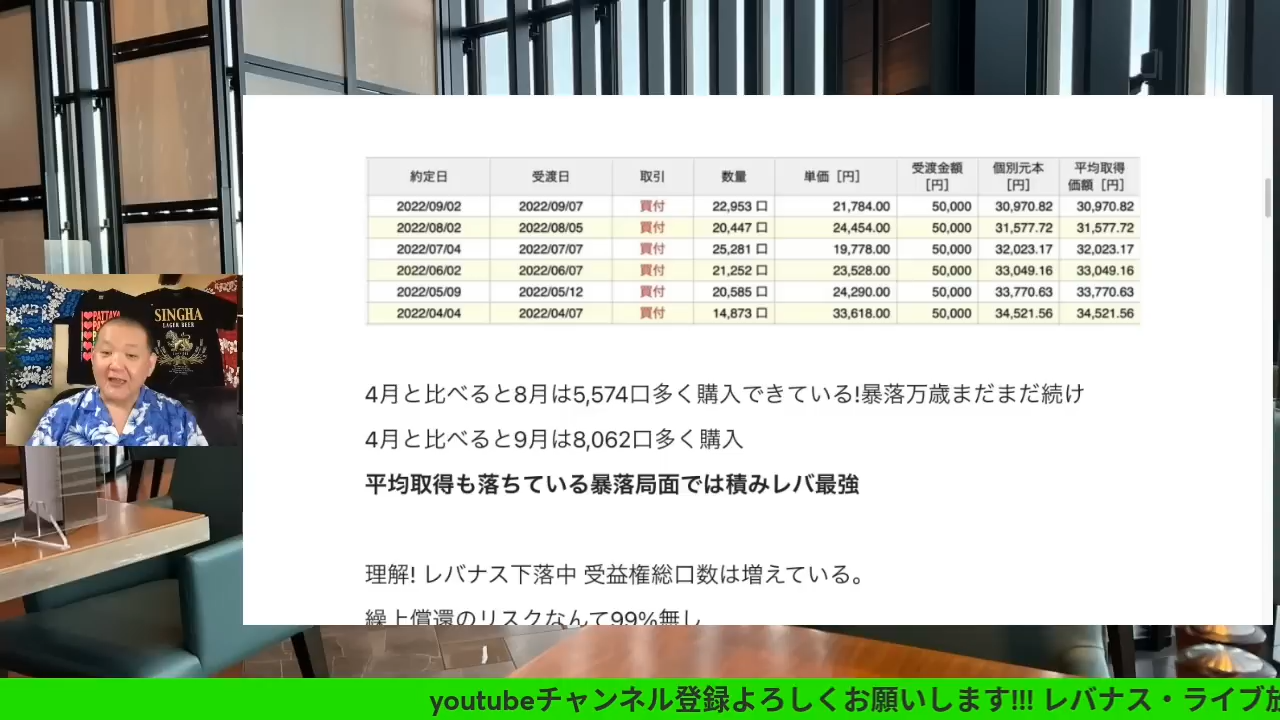 約定日 受渡日 取引 数量 単価［円］ 受渡金額［円］ 個別元本［円］ 平均取得価額［円］
2022/09/02 2022/09/07 買付 22,953 口 21,784.00 50,000 30,970.82 30,970.82
2022/08/02 2022/08/05 買付 20,447 口 24,454.00 50,000 31,577.72 31,577.72
2022/07/04 2022/07/07 買付 25,281 口 19,778.00 50,000 32,023.17 32,023.17
2022/06/02 2022/06/07 買付 21,252 口 23,528.00 50,000 33,049.16 33,049.16
2022/05/09 2022/05/12 買付 20,585 口 24,290.00 50,000 33,770.63 33,770.63
2022/04/04 2022/04/07 買付 14,873 口 33,618.00 50,000 34,521.56 34,521.56
4月と比べると8月は5,574口多く購入できている!暴落万歳まだまだ続け
4月と比べると9月は8,062口多く購入
平均取得も落ちている暴落局面では積みレバ最強
理解! レバナス下落中 受益権総口数は増えている。
繰上償還のリスクなんて99%無し
PATTAYA
SINGHA
LAGER BEER
youtubeチャンネル登録よろしくお願いします!!! レバナス・ライブ放